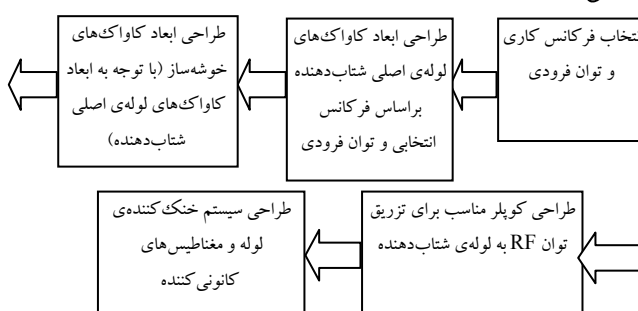 انتخاب فرکانس کاری
و توان فرودی
طراحی ابعاد کاواک‌های
لوله‌ی اصلی شتاب‌دهنده
براساس فرکانس
انتخابی و توان فرودی
طراحی ابعاد کاواک‌های
خوشه‌ساز (با توجه به ابعاد
کاواک‌های لوله‌ی اصلی
شتاب‌دهنده)
طراحی کوپلر مناسب برای تزریق
توان RF به لوله‌ی شتاب‌دهنده
طراحی سیستم خنک‌کننده‌ی
لوله و مغناطیس‌های
کانونی‌کننده